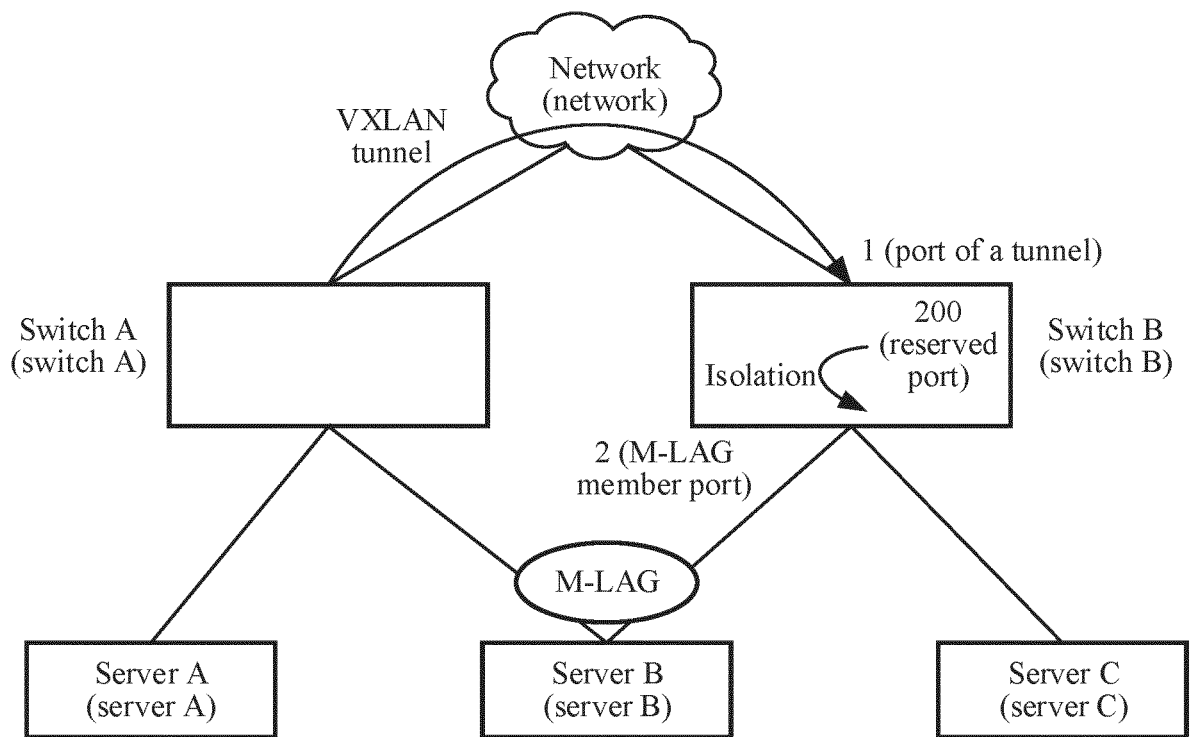 Network
(network)
VXLAN
tunnel
1 (port of a tunnel)
Switch A
(switch A)
200
(reserved
port)
Isolation
Switch B
(switch B)
2 (M-LAG
member port)
M-LAG
Server A
(server A)
Server B
(server B)
Server C
(server C)